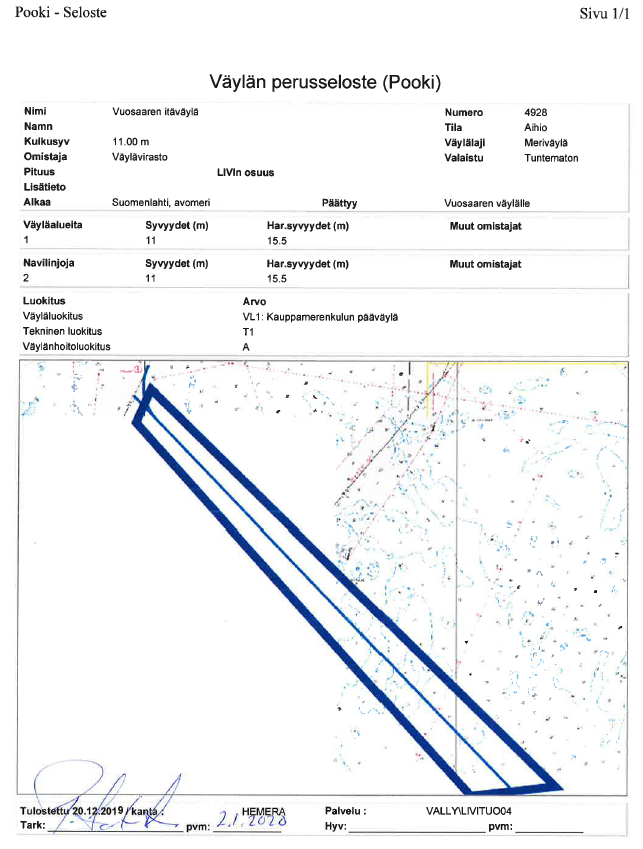 Pooki - Seloste Sivu 1/1
Väylän perusseloste (Pooki)
Nimi Vuosaaren itäväylä Numero 4928
Namn Tila Aihio
Kulkusyv 11.00 m Väylälaji Meriväylä
Omistaja Väylävirasto Valaistu Tuntematon
Pituus LIVIn osuus
Lisätieto
Alkaa Suomenlahti, avomeri Päättyy Vuosaaren väylälle
Väyläalueita Syvyydet (m) Har.syvyydet (m) Muut omistajat
1 11 15.5
Navilinjoja Syvyydet (m) Har.syvyydet (m) Muut omistajat
2 11 15.5
Luokitus Arvo
Väyläluokitus VL1: Kauppamerenkulun pääväylä
Tekninen luokitus T1
Väylänhoitoluokitus A
Tulostettu 20.12.2019 / kanta : HEMERA Palvelu : VALLY\LIVITUO04
Tark: pvm: 2.1.2020 Hyv: pvm: